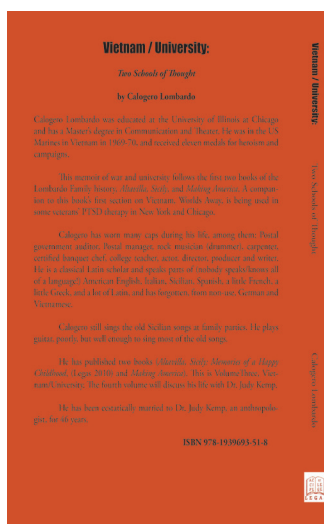 Vietnam / University:
Two Schools of Thought
by Calogero Lombardo
Calogero Lombardo was educated at the University of Illinois at Chicago
and has a Master's degree in Communication and Theater. He was in the US
Marines in Vietnam in 1969-70, and received eleven medals for heroism and
campaigns.
This memoir of war and university follows the first two books of the
Lombardo Family history, Altavilla, Sicily, and Making America. A compan-
ion to this book's first section on Vietnam, Worlds Away, is being used in
some veterans' PTSD therapy in New York and Chicago.
Calogero has worn many caps during his life, among them: Postal
government auditor, Postal manager, rock musician (drummer), carpenter,
certified banquet chef, college teacher, actor, director, producer and writer.
He is a classical Latin scholar and speaks parts of (nobody speaks/knows all
of a language): American English, Italian, Sicilian, Spanish, a little French, a
little Greek, and a lot of Latin, and has forgotten, from non-use, German and
Vietnamese.
Calogero still sings the old Sicilian songs at family parties. He plays
guitar, poorly, but well enough to sing most of the old songs.
He has published two books (Altavilla, Sicily: Memories of a Happy
Childhood, (Legas 2010) and Making America). This is Volume Three, Viet-
nam/University. The fourth volume will discuss his life with Dr. Judy Kemp.
He has been ecstatically married to Dr. Judy Kemp, an anthropolo-
gist, for 46 years.
ISBN 978-1939693-51-8
Vietnam / University:
Two Schools of Thought
Calogero Lombardo
LEGAS